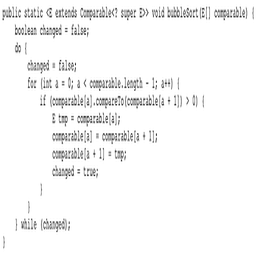 public static <E extends Comparable<? super E>> void bubbleSort(E[] comparable) {
    boolean changed = false;
    do {
        changed = false;
        for (int a = 0; a < comparable.length - 1; a++) {
            if (comparable[a].compareTo(comparable[a + 1]) > 0) {
                E tmp = comparable[a];
                comparable[a] = comparable[a + 1];
                comparable[a + 1] = tmp;
                changed = true;
            }
        }
    } while (changed);
}